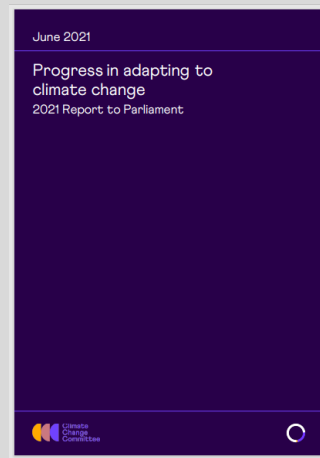 June 2021
Progress in adapting to
climate change
2021 Report to Parliament
Climate
Change
Committee